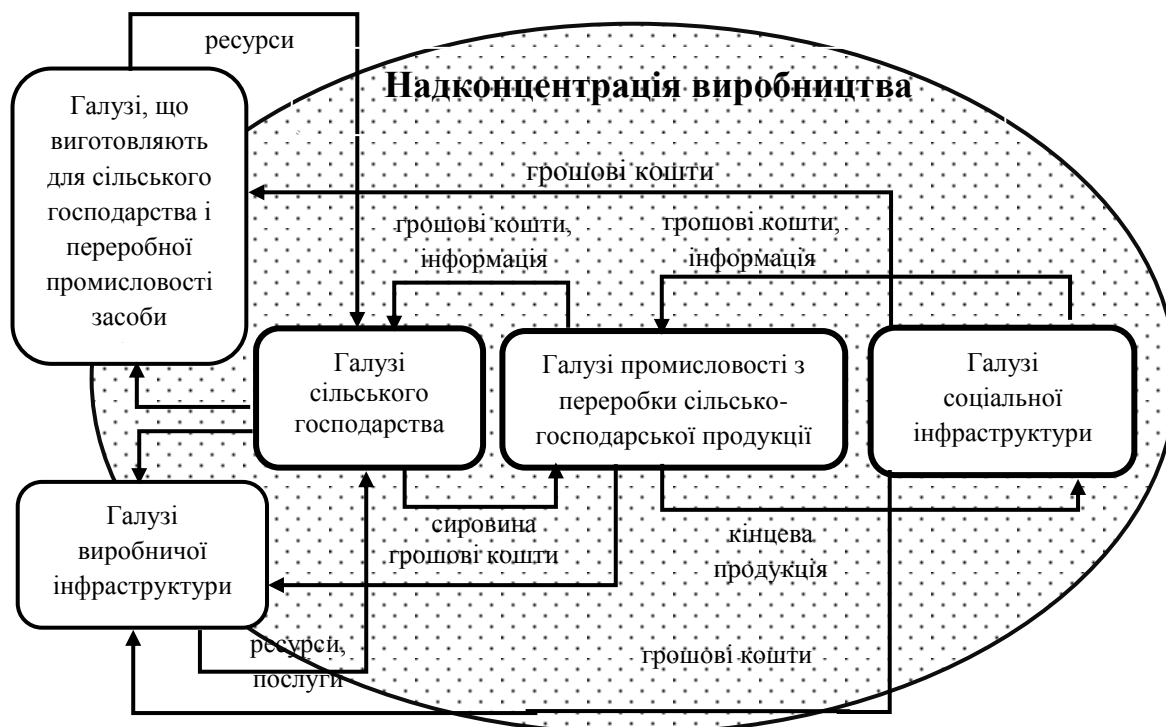 ресурси
Надконцентрація виробництва
Галузі, що
виготовляють
для сільського
господарства і
переробної
промисловості
засоби
грошові кошти
грошові кошти,
інформація
грошові кошти,
інформація
Галузі
сільського
господарства
Галузі промисловості з
переробки сільсько-
господарської продукції
Галузі
соціальної
інфраструктури
Галузі
виробничої
інфраструктури
сировина
грошові кошти
кінцева
продукція
ресурси,
послуги
грошові кошти